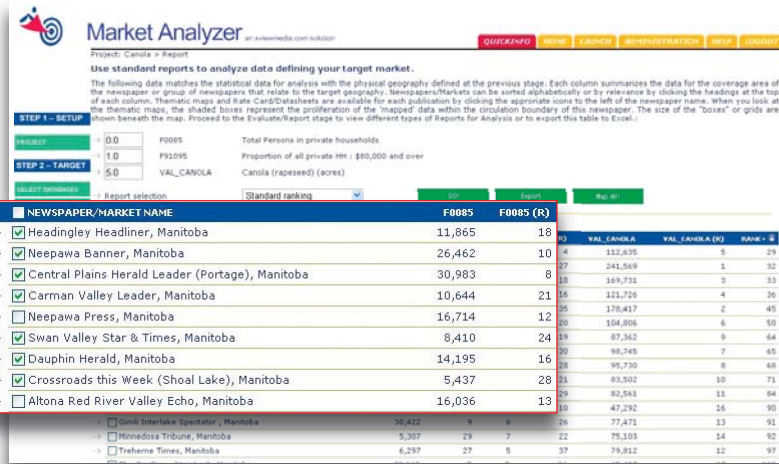 Market Analyzer an eviewmedia.com solution
QUICKINFO HOME LAUNCH ADMINISTRATION HELP LOGOUT
Project: Canola > Report
Use standard reports to analyze data defining your target market.
The following data matches the statistical data for analysis with the physical geography defined at the previous stage. Each column summarizes the data for the coverage area of
the newspaper or group of newspapers that relate to the target geography. Newspapers/Markets can be sorted alphabetically or by relevance by clicking the headings at the top
of each column. Thematic maps and Rate Card/Datasheets are available for each publication by clicking the approriate icons to the left of the newspaper name. When you look at
the thematic maps, the shaded boxes represent the proliferation of the 'mapped' data within the circulation boundary of this newspaper. The size of the "boxes" or grids are
shown beneath the map. Proceed to the Evaluate/Report stage to view different types of Reports for Analysis or to export this table to Excel.:
STEP 1 – SETUP
PROJECT
0.0 F0085 Total Persons in private households
STEP 2 – TARGET
1.0 F91095 Proportion of all private HH : $80,000 and over
5.0 VAL_CANOLA Canola (rapeseed) (acres)
SELECT DATABASES
Report selection Standard ranking GO! Export Map All!
NEWSPAPER/MARKET NAME F0085 F0085 (R)
Headingley Headliner, Manitoba 11,865 18
Neepawa Banner, Manitoba 26,462 10
Central Plains Herald Leader (Portage), Manitoba 30,983 8
Carman Valley Leader, Manitoba 10,644 21
Neepawa Press, Manitoba 16,714 12
Swan Valley Star & Times, Manitoba 8,410 24
Dauphin Herald, Manitoba 14,195 16
Crossroads this Week (Shoal Lake), Manitoba 5,437 28
Altona Red River Valley Echo, Manitoba 16,036 13
(R) VAL_CANOLA VAL_CANOLA (R) RANK+
4 112,635 5 29
27 241,569 1 32
18 169,731 3 33
16 121,726 4 36
35 178,417 2 45
20 104,806 6 50
19 87,362 9 64
30 98,745 7 65
28 95,730 8 68
21 83,502 10 71
29 82,561 11 84
10 47,292 16 90
Gimli Interlake Spectator , Manitoba 30,422 9 6 26 77,471 13 91
Minnedosa Tribune, Manitoba 5,307 29 7 22 75,103 14 92
Treherne Times, Manitoba 6,297 27 5 37 79,812 12 97